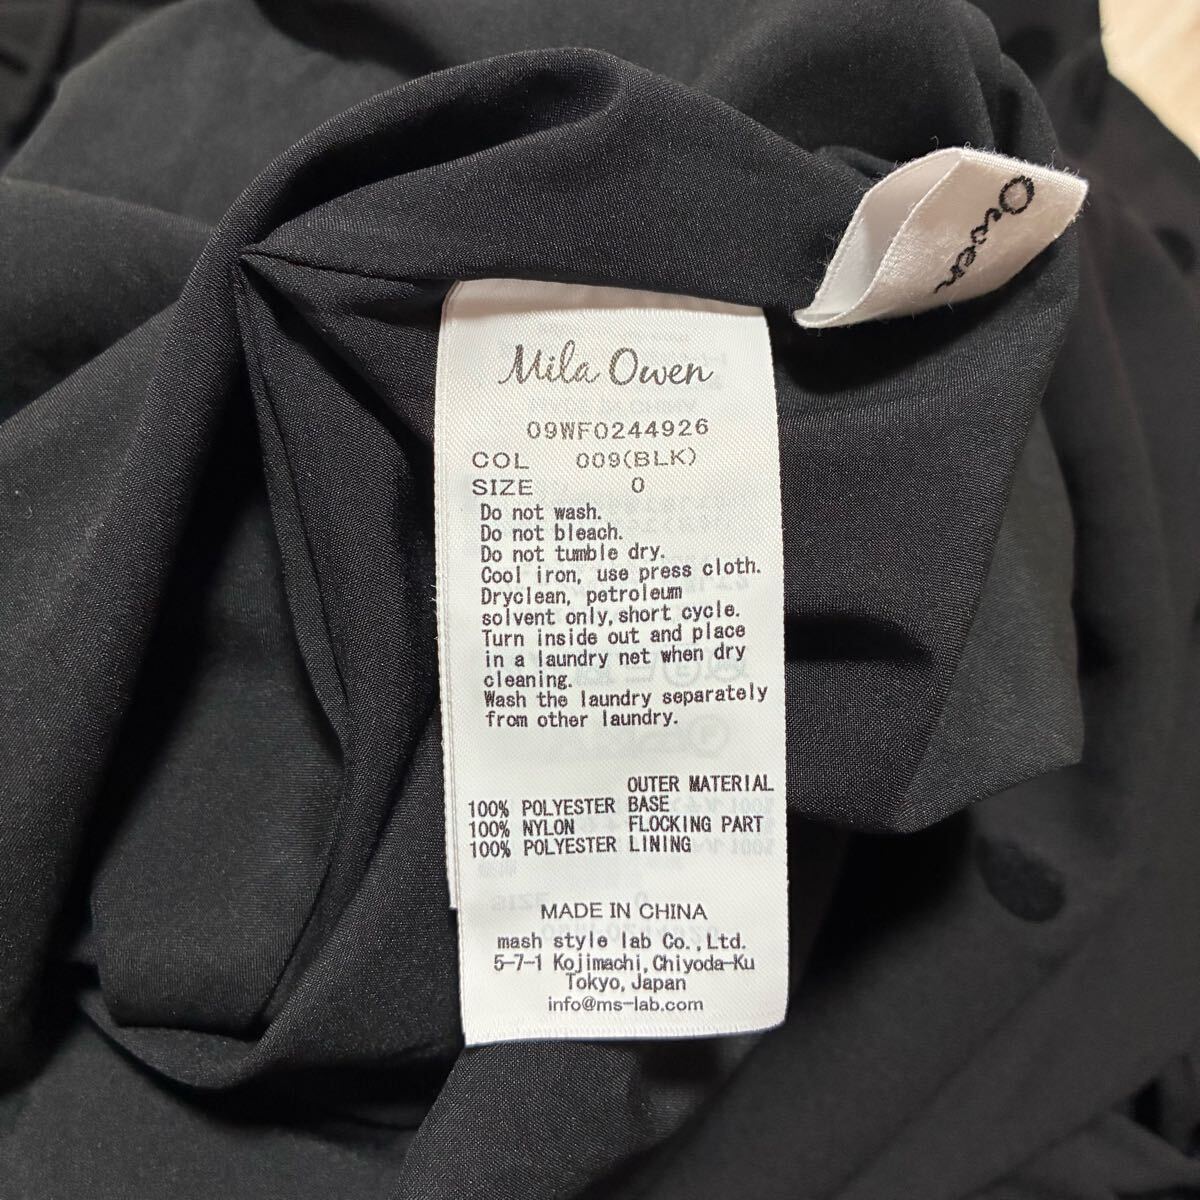 Owen
Mila Owen
09WF0244926
COL 009(BLK)
SIZE 0
Do not wash.
Do not bleach.
Do not tumble dry.
Cool iron, use press cloth.
Dryclean, petroleum
solvent only, short cycle.
Turn inside out and place
in a laundry net when dry
cleaning.
Wash the laundry separately
from other laundry.
OUTER MATERIAL
100% POLYESTER BASE
100% NYLON FLOCKING PART
100% POLYESTER LINING
MADE IN CHINA
mash style lab Co.,Ltd.
5-7-1 Kojimachi,Chiyoda-Ku
Tokyo, Japan
info@ms-lab.com